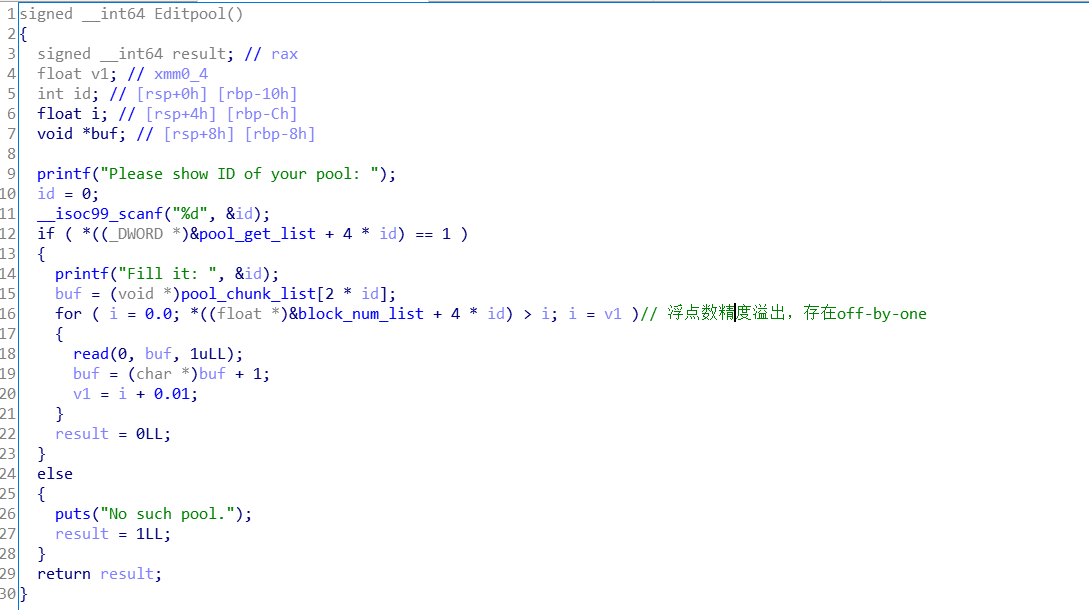 1 signed __int64 Editpool()
2 {
3 signed __int64 result; // rax
4 float v1; // xmm0_4
5 int id; // [rsp+0h] [rbp-10h]
6 float i; // [rsp+4h] [rbp-Ch]
7 void *buf; // [rsp+8h] [rbp-8h]
8
9 printf("Please show ID of your pool: ");
10 id = 0;
11 __isoc99_scanf("%d", &id);
12 if ( *((_DWORD *)&pool_get_list + 4 * id) == 1 )
13 {
14 printf("Fill it: ", &id);
15 buf = (void *)pool_chunk_list[2 * id];
16 for ( i = 0.0; *((float *)&block_num_list + 4 * id) > i; i = v1 )// 浮点数精度溢出，存在off-by-one
17 {
18 read(0, buf, 1uLL);
19 buf = (char *)buf + 1;
20 v1 = i + 0.01;
21 }
22 result = 0LL;
23 }
24 else
25 {
26 puts("No such pool.");
27 result = 1LL;
28 }
29 return result;
30 }